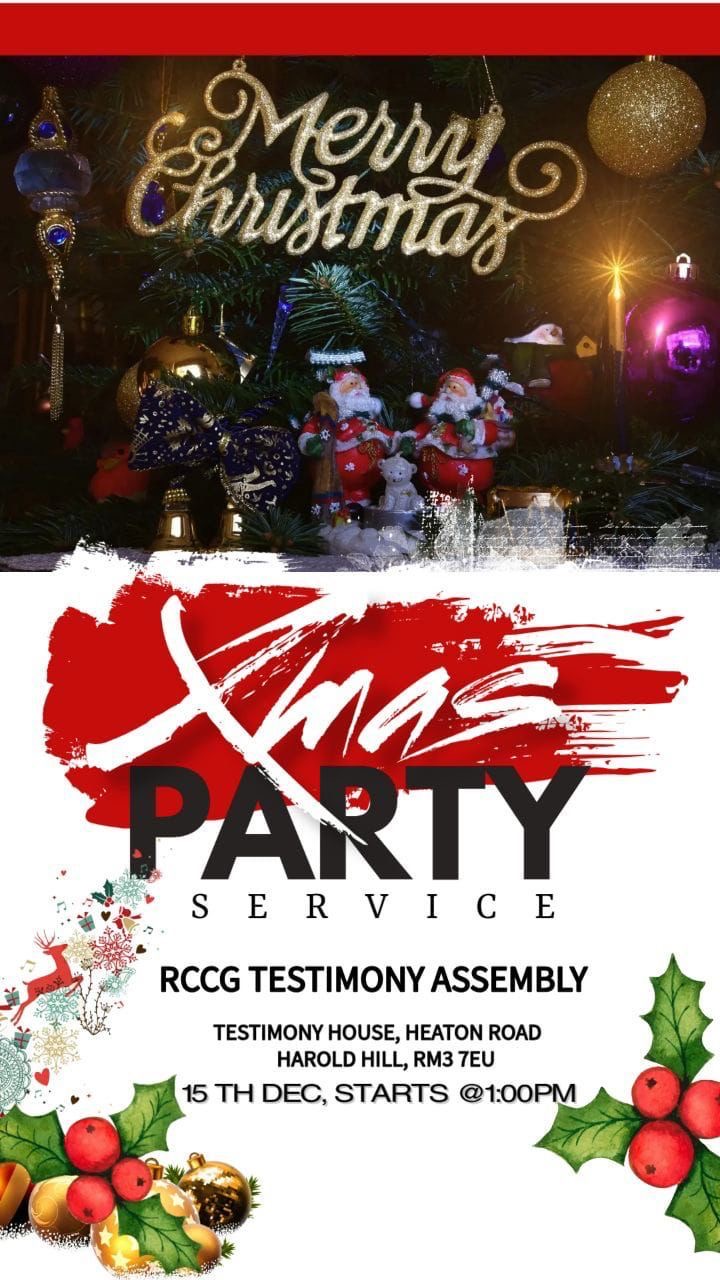 Merry
Christmas
Xmas
PARTY
SERVICE
RCCG TESTIMONY ASSEMBLY
TESTIMONY HOUSE, HEATON ROAD
HAROLD HILL, RM3 7EU
15 TH DEC, STARTS @1:00PM